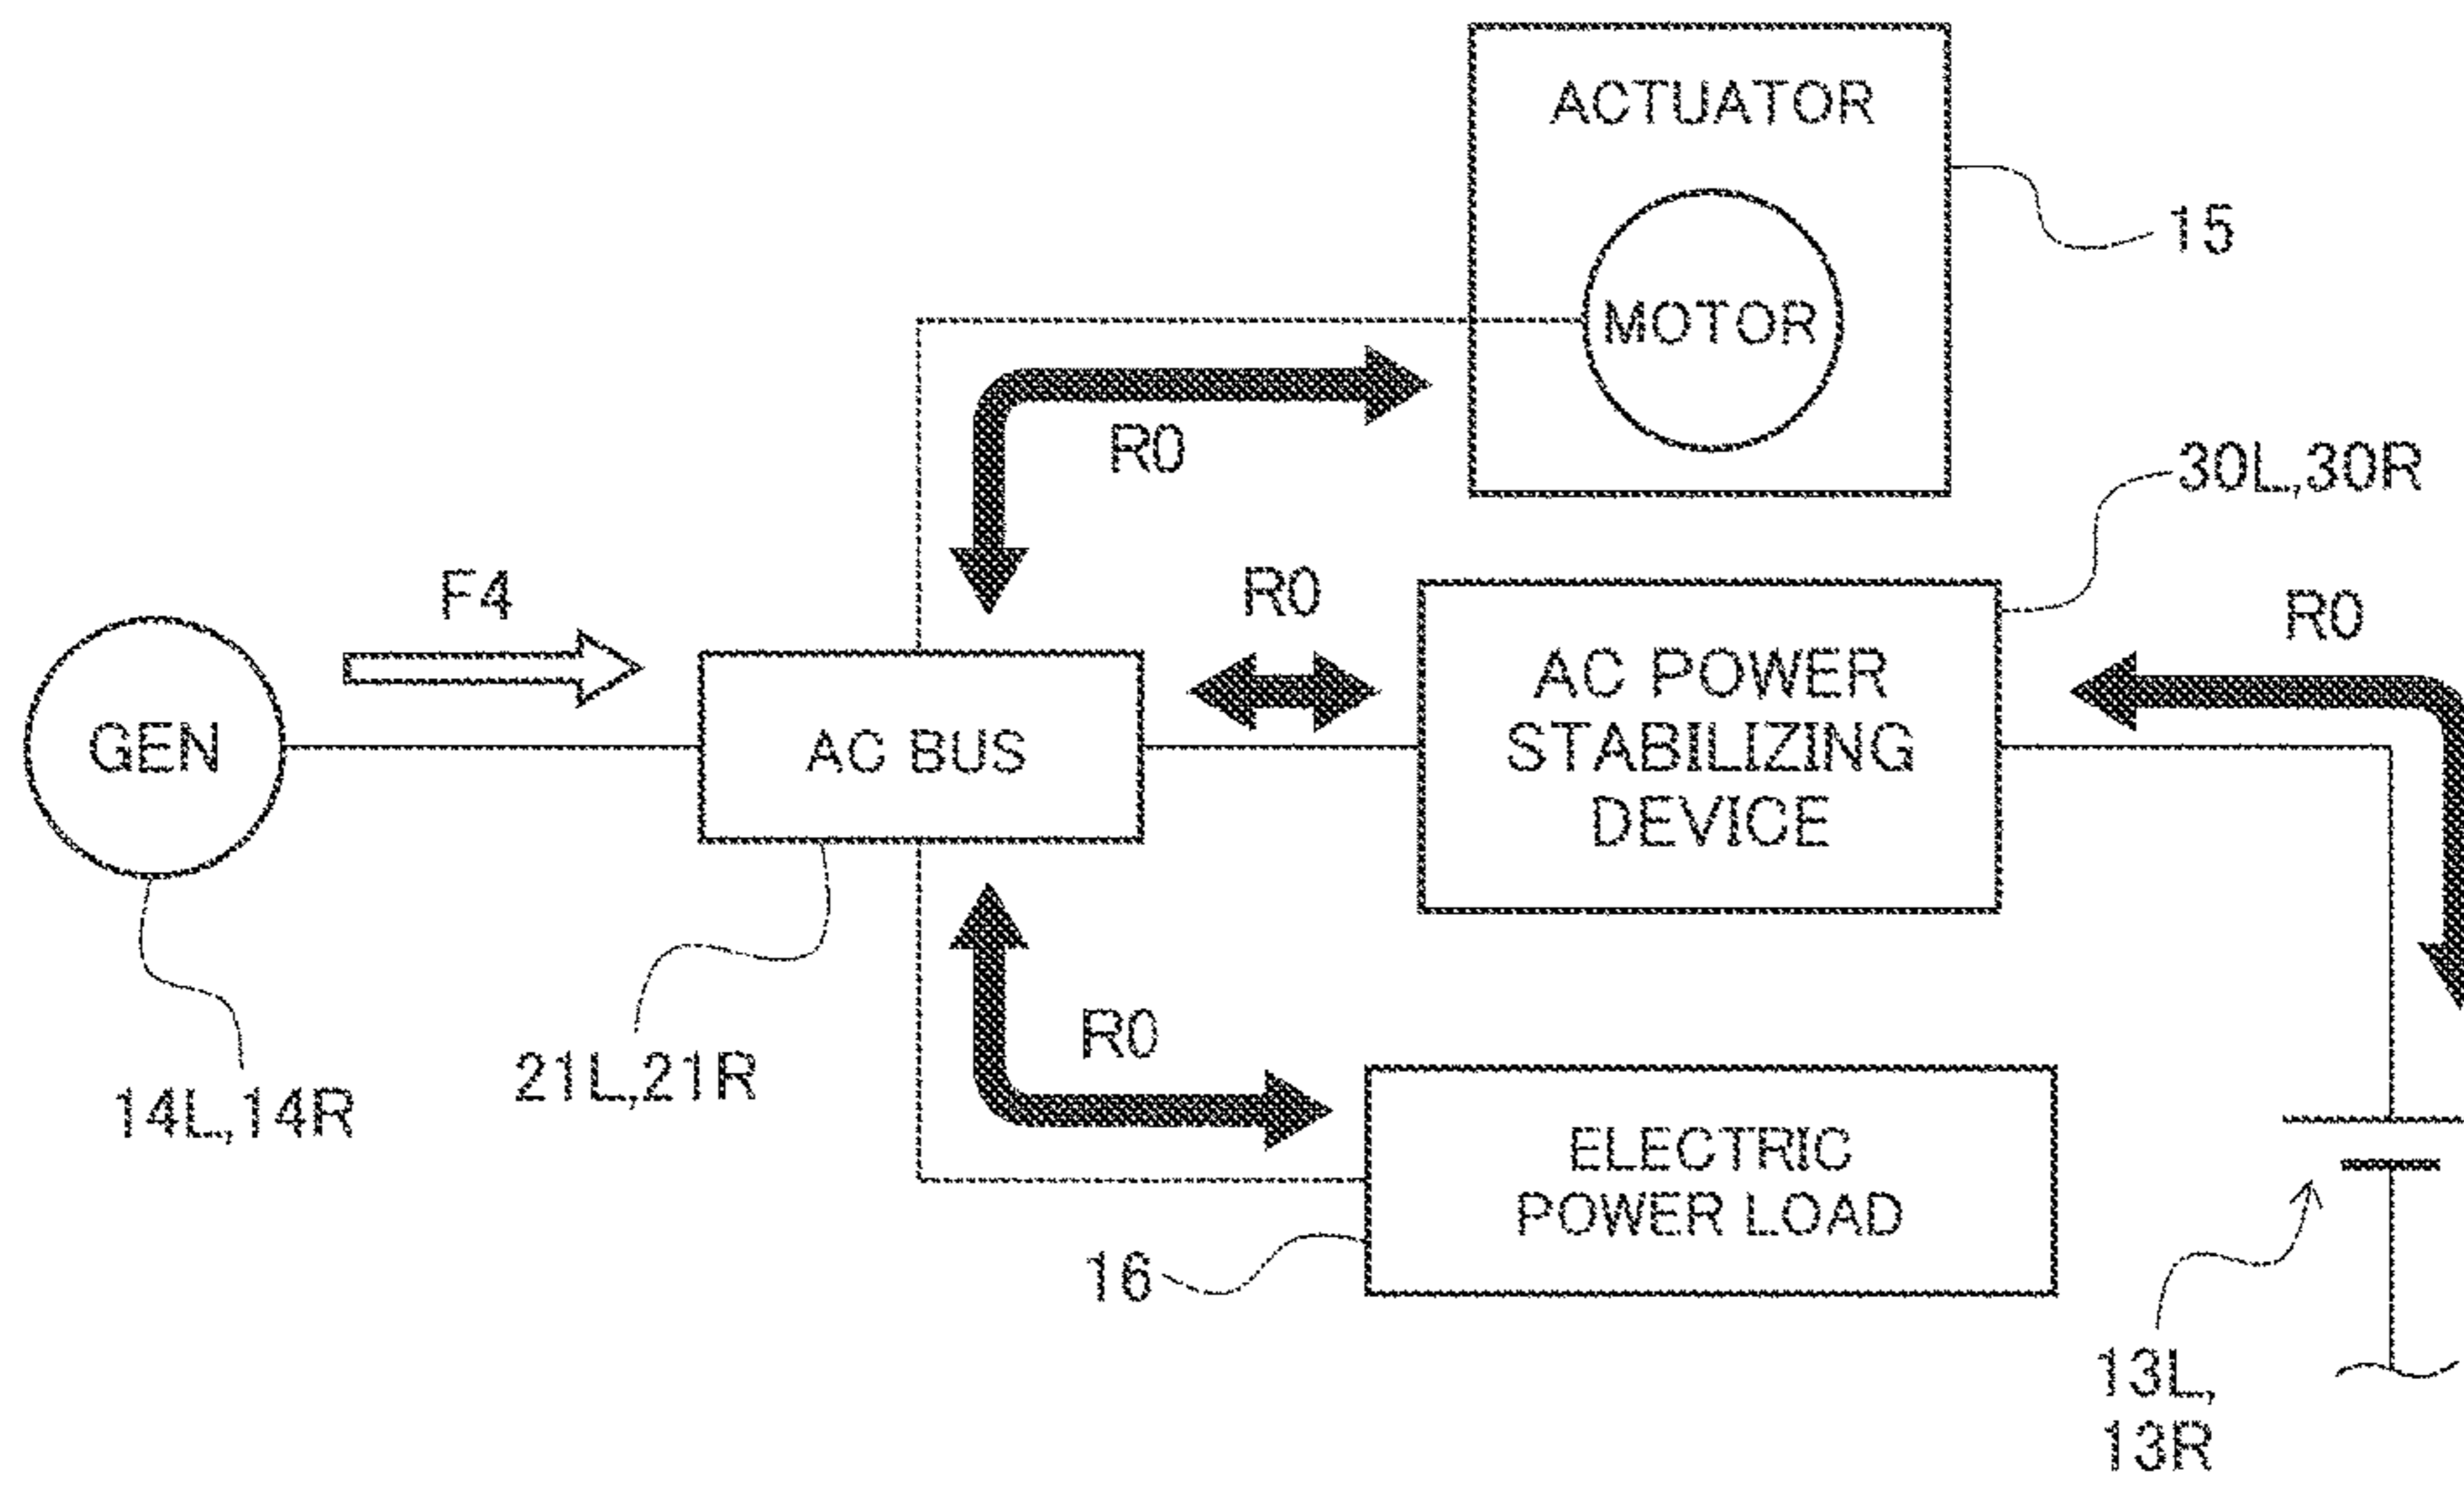 ACTUATOR
15
MOTOR
R0
30L,30R
F4
R0
R0
GEN
AC BUS
AC POWER
STABILIZING
DEVICE
R0
21L,21R
14L,14R
ELECTRIC
POWER LOAD
16
13L,
13R